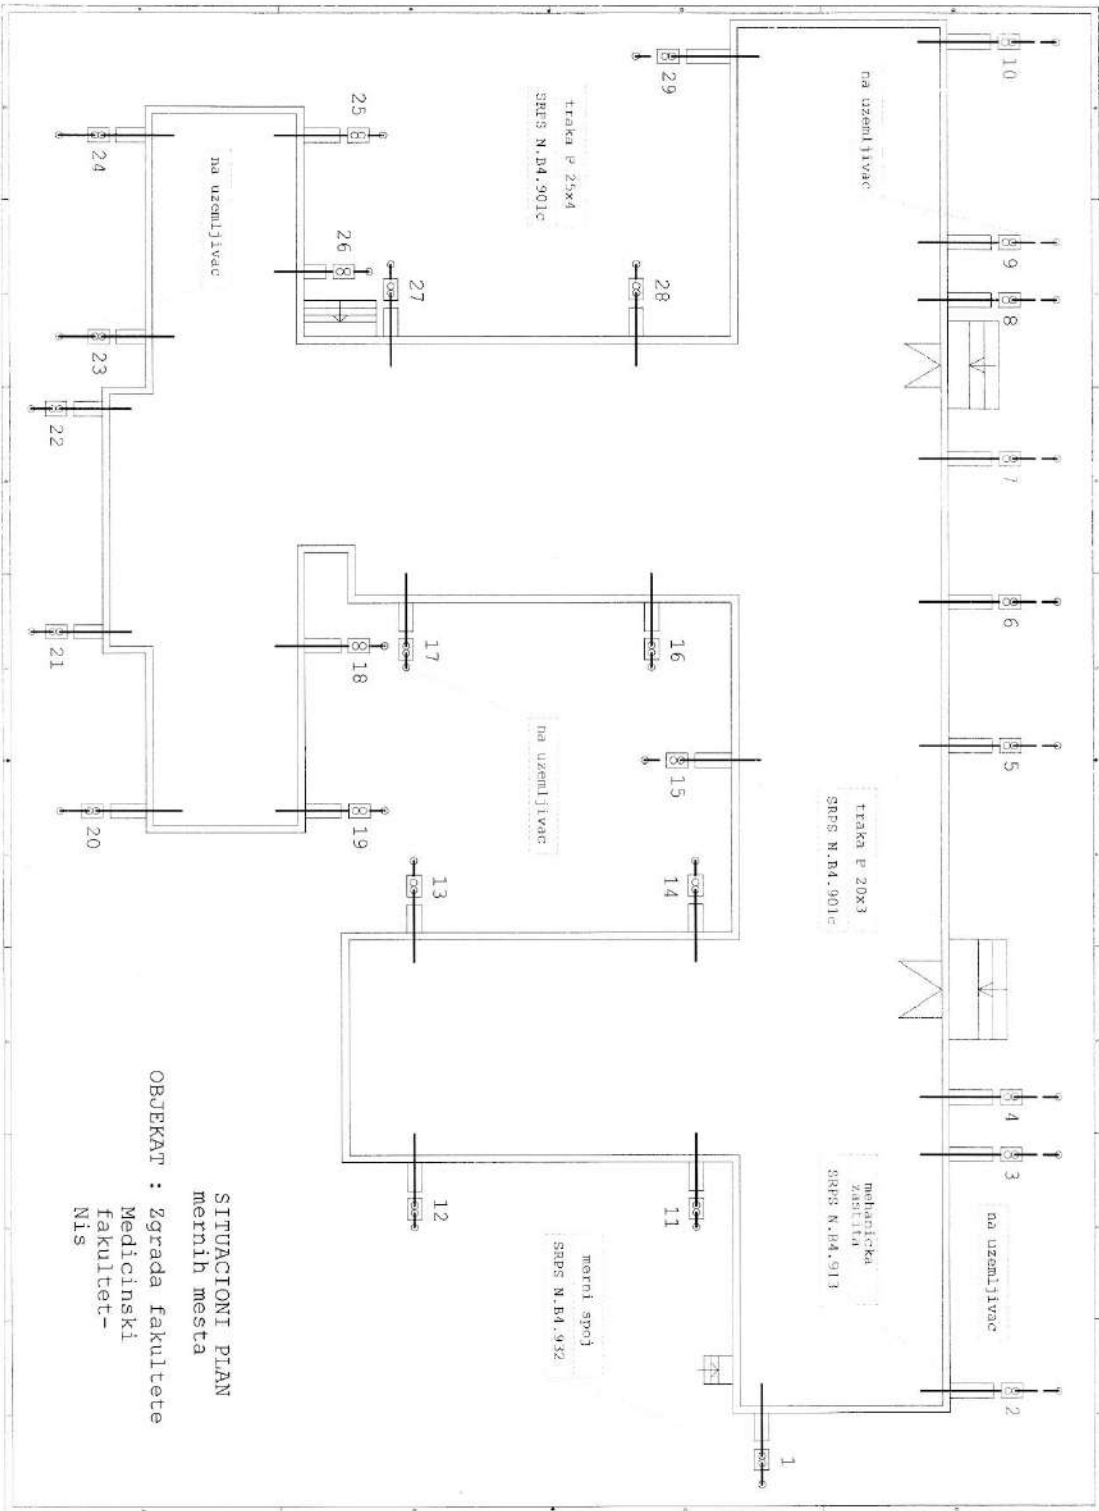 10
9
8
7
6
5
4
3
2
1
na uzemljivac
29
traka P 25x4
SRPS N.B4.901c
28
27
26
25
24
na uzemljivac
23
22
21
20
19
18
17
16
15
14
13
na uzemljivac
traka P 20x3
SRPS N.B4.901c
12
11
mehanicka
zastita
SRPS N.B4.913
na uzemljivac
merni spoj
SRPS N.B4.932
SITUACIONI PLAN
mernih mesta
OBJEKAT : Zgrada fakultete
Medicinski
fakultet-
Nis